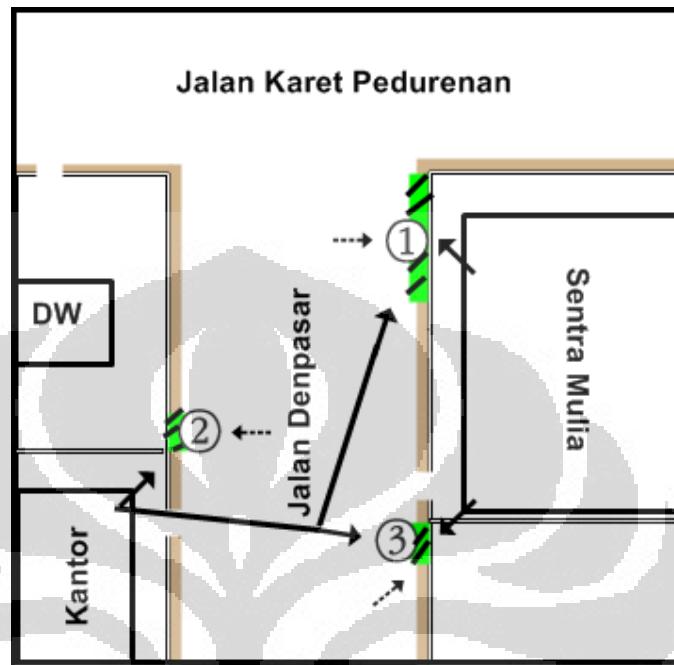 Jalan Karet Pedurenan
1
Sentra Mulia
DW
Jalan Denpasar
2
3
Kantor